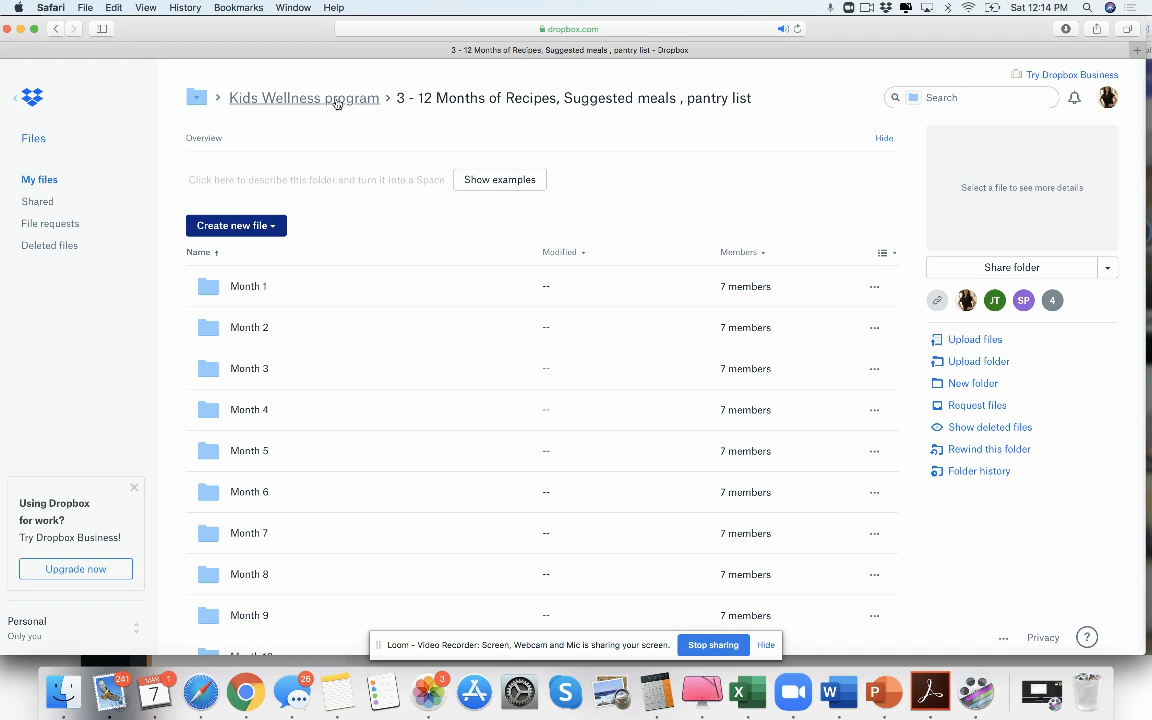 Safari File Edit View History Bookmarks Window Help Sat 12:14 PM
dropbox.com
3 - 12 Months of Recipes, Suggested meals , pantry list - Dropbox
Try Dropbox Business
Kids Wellness program › 3 - 12 Months of Recipes, Suggested meals , pantry list
Search
Files
Overview
Hide
My files
Shared
File requests
Deleted files
Click here to describe this folder and turn it into a Space
Show examples
Select a file to see more details
Create new file
Name Modified Members
Share folder
Month 1 -- 7 members
JT SP 4
Month 2 -- 7 members
Upload files
Month 3 -- 7 members
Upload folder
New folder
Month 4 -- 7 members
Request files
Show deleted files
Month 5 -- 7 members
Rewind this folder
Folder history
Month 6 -- 7 members
Using Dropbox
for work?
Try Dropbox Business!
Upgrade now
Month 7 -- 7 members
Month 8 -- 7 members
Month 9 -- 7 members
Personal
Only you
Loom - Video Recorder: Screen, Webcam and Mic is sharing your screen. Stop sharing Hide
Privacy ?
241 MAR 1 7 26 3